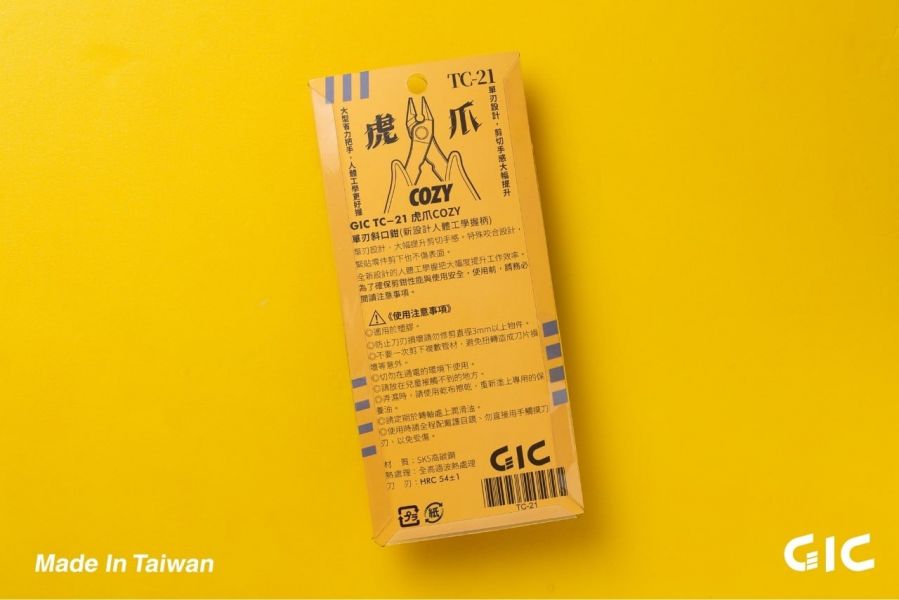 TC-21
虎爪
大型省力把手，人體工學更好握
單刃設計，剪切手感大幅提升
COZY
GIC TC-21 虎爪COZY
單刃斜口鉗(新設計人體工學握柄)
單刃設計，大幅提升剪切手感，特殊咬合設計，
緊貼零件剪下也不傷表面。
全新設計的人體工學握把大幅度提升工作效率。
為了確保剪鉗性能與使用安全，使用前，請務必
閱讀注意事項。
《使用注意事項》
◎適用於塑膠。
◎防止刀刃損壞請勿修剪直徑3mm以上物件。
◎不要一次剪下複數管材，避免扭轉造成刀片損
壞等意外。
◎切勿在通電的環境下使用。
◎請放在兒童接觸不到的地方。
◎弄濕時，請使用乾布擦乾，重新塗上專用的保
養油。
◎請定期於轉軸處上潤滑油。
◎使用時請全程配戴護目鏡、勿直接用手觸摸刀
刃，以免受傷。
材 質：SK5高碳鋼
熱處理：全高週波熱處理
刀 刃：HRC 54±1
GIC
TC-21
プラ
紙
Made In Taiwan
GIC